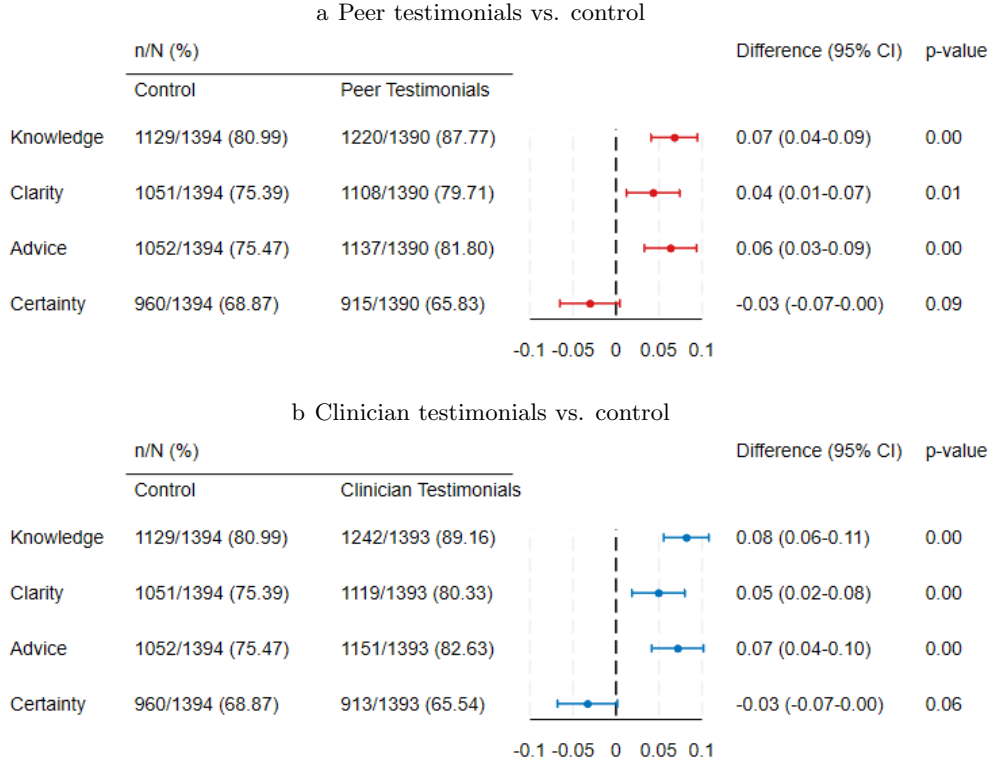 a Peer testimonials vs. control
n/N (%) Difference (95% CI) p-value
Control Peer Testimonials
Knowledge 1129/1394 (80.99) 1220/1390 (87.77) 0.07 (0.04-0.09) 0.00
Clarity 1051/1394 (75.39) 1108/1390 (79.71) 0.04 (0.01-0.07) 0.01
Advice 1052/1394 (75.47) 1137/1390 (81.80) 0.06 (0.03-0.09) 0.00
Certainty 960/1394 (68.87) 915/1390 (65.83) -0.03 (-0.07-0.00) 0.09
-0.1 -0.05 0 0.05 0.1
b Clinician testimonials vs. control
n/N (%) Difference (95% CI) p-value
Control Clinician Testimonials
Knowledge 1129/1394 (80.99) 1242/1393 (89.16) 0.08 (0.06-0.11) 0.00
Clarity 1051/1394 (75.39) 1119/1393 (80.33) 0.05 (0.02-0.08) 0.00
Advice 1052/1394 (75.47) 1151/1393 (82.63) 0.07 (0.04-0.10) 0.00
Certainty 960/1394 (68.87) 913/1393 (65.54) -0.03 (-0.07-0.00) 0.06
-0.1 -0.05 0 0.05 0.1